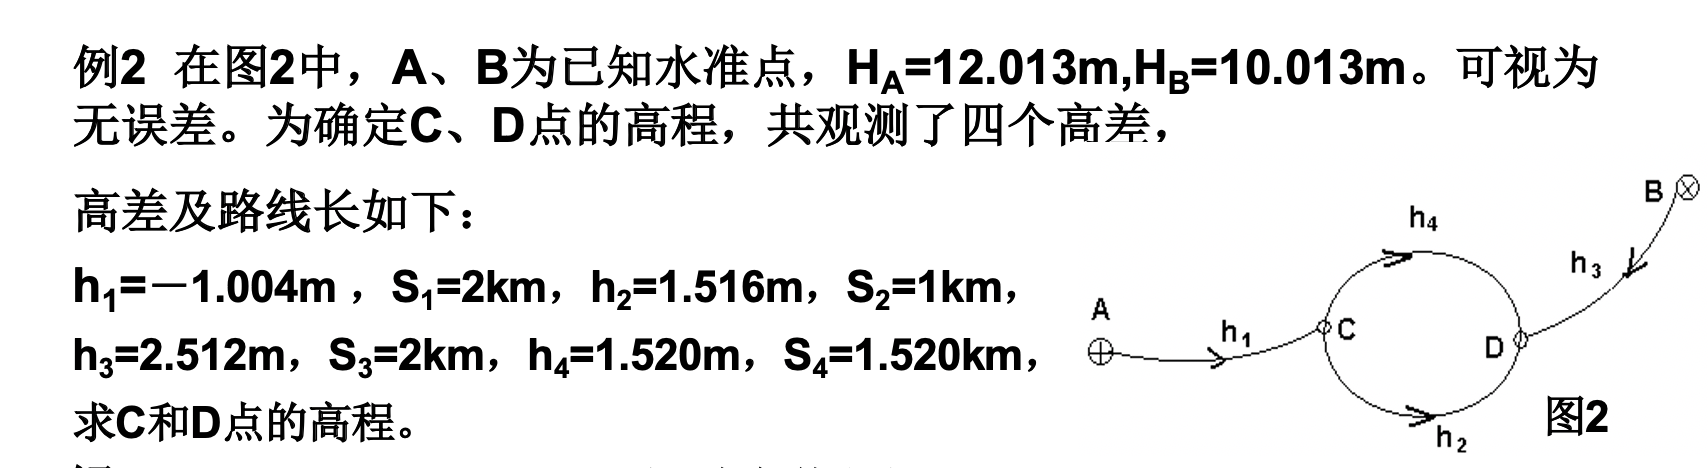 例2 在图2中，A、B为已知水准点，HA=12.013m,HB=10.013m。可视为
无误差。为确定C、D点的高程，共观测了四个高差，
高差及路线长如下：
h1=－1.004m ，S1=2km，h2=1.516m，S2=1km，
h3=2.512m，S3=2km，h4=1.520m，S4=1.520km，
求C和D点的高程。
B
h4
h3
A
h1
C
D
h2
图2